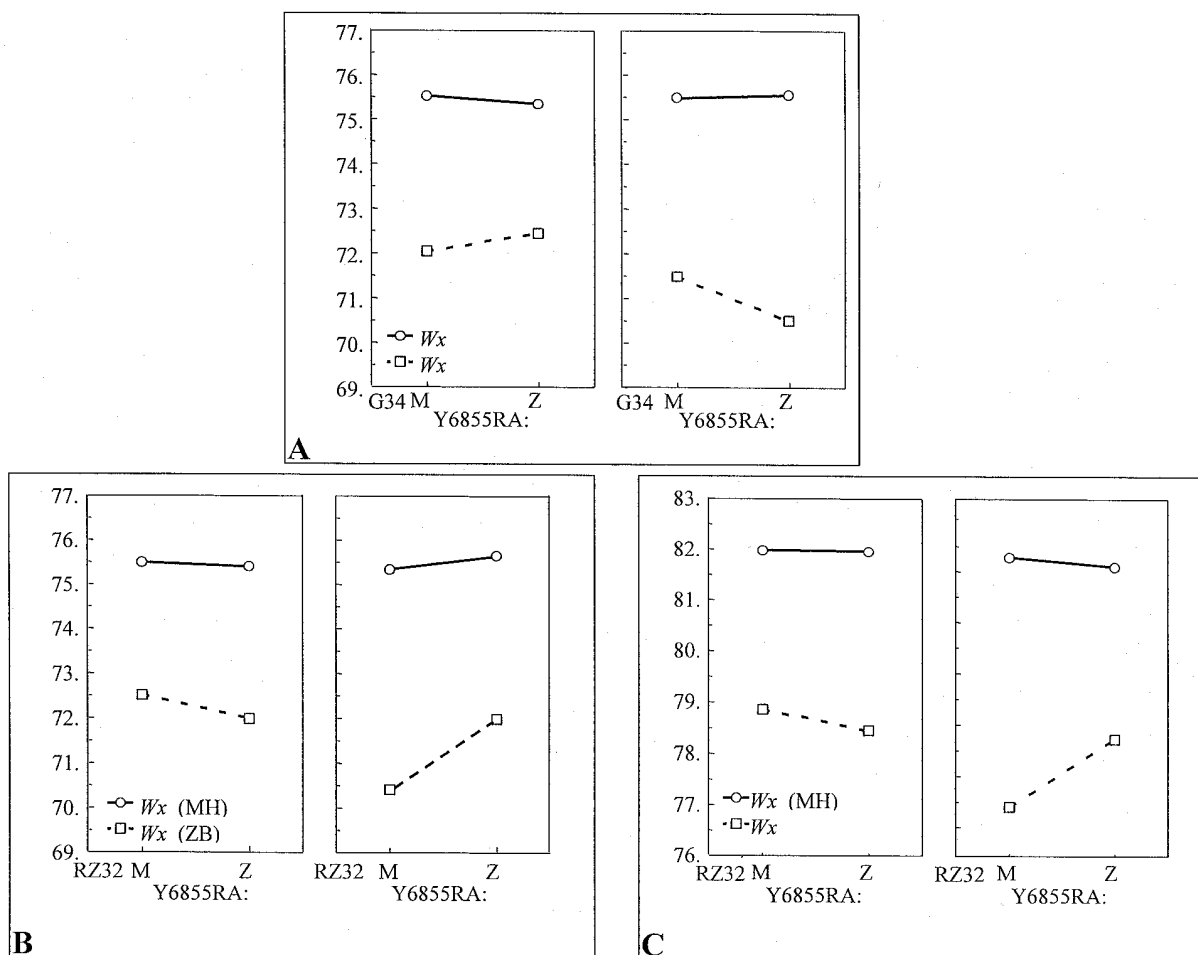 77.
76.
75.
74.
73.
72.
71.
70.
69.
Wx
Wx
G34 M Z
Y6855RA:
G34 M Z
Y6855RA:
A
77.
76.
75.
74.
73.
72.
71.
70.
69.
Wx (MH)
Wx (ZB)
RZ32 M Z
Y6855RA:
RZ32 M Z
Y6855RA:
B
83.
82.
81.
80.
79.
78.
77.
76.
Wx (MH)
Wx
RZ32 M Z
Y6855RA:
RZ32 M Z
Y6855RA:
C